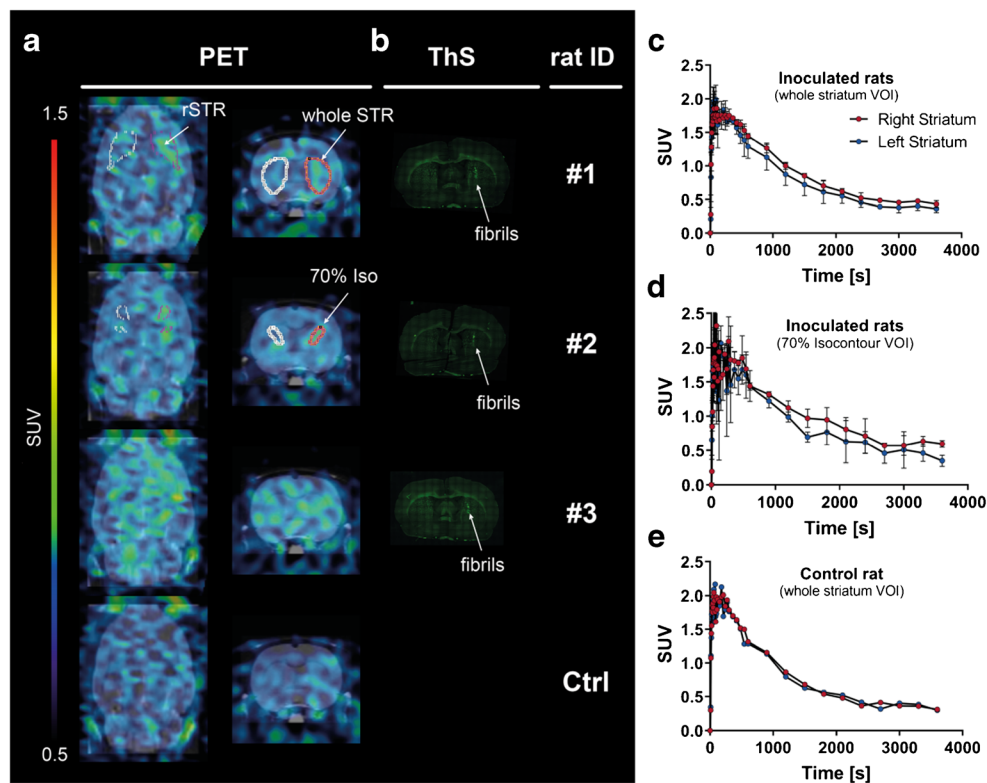 a
PET
b
ThS
rat ID
1.5
SUV
0.5
rSTR
whole STR
fibrils
#1
70% Iso
fibrils
#2
fibrils
#3
Ctrl
c
Inoculated rats
(whole striatum VOI)
Right Striatum
Left Striatum
SUV
2.5
2.0
1.5
1.0
0.5
0.0
0 1000 2000 3000 4000
Time [s]
d
Inoculated rats
(70% Isocontour VOI)
SUV
2.5
2.0
1.5
1.0
0.5
0.0
0 1000 2000 3000 4000
Time [s]
e
Control rat
(whole striatum VOI)
SUV
2.5
2.0
1.5
1.0
0.5
0.0
0 1000 2000 3000 4000
Time [s]